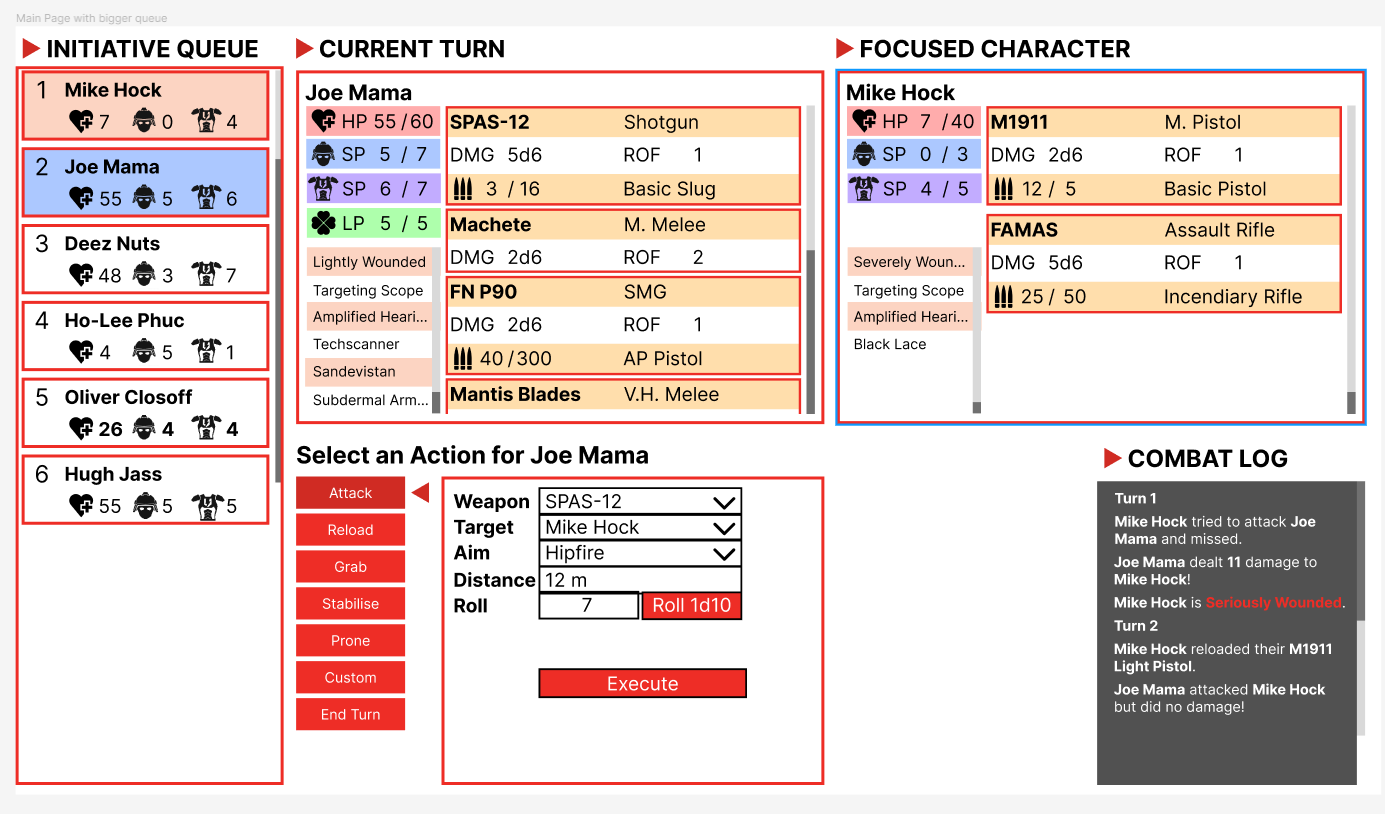 Main Page with bigger queue
INITIATIVE QUEUE
1 Mike Hock
7 0 4
2 Joe Mama
55 5 6
3 Deez Nuts
48 3 7
4 Ho-Lee Phuc
4 5 1
5 Oliver Closoff
26 4 4
6 Hugh Jass
55 5 5
CURRENT TURN
Joe Mama
HP 55 / 60
SP 5 / 7
SP 6 / 7
LP 5 / 5
Lightly Wounded
Targeting Scope
Amplified Heari...
Techscanner
Sandevistan
Subdermal Arm...
SPAS-12 Shotgun
DMG 5d6 ROF 1
3 / 16 Basic Slug
Machete M. Melee
DMG 2d6 ROF 2
FN P90 SMG
DMG 2d6 ROF 1
40 / 300 AP Pistol
Mantis Blades V.H. Melee
FOCUSED CHARACTER
Mike Hock
HP 7 / 40
SP 0 / 3
SP 4 / 5
Severely Woun...
Targeting Scope
Amplified Heari...
Black Lace
M1911 M. Pistol
DMG 2d6 ROF 1
12 / 5 Basic Pistol
FAMAS Assault Rifle
DMG 5d6 ROF 1
25 / 50 Incendiary Rifle
Select an Action for Joe Mama
Attack
Reload
Grab
Stabilise
Prone
Custom
End Turn
Weapon SPAS-12
Target Mike Hock
Aim Hipfire
Distance 12 m
Roll 7 Roll 1d10
Execute
COMBAT LOG
Turn 1
Mike Hock tried to attack Joe
Mama and missed.
Joe Mama dealt 11 damage to
Mike Hock!
Mike Hock is Seriously Wounded.
Turn 2
Mike Hock reloaded their M1911
Light Pistol.
Joe Mama attacked Mike Hock
but did no damage!